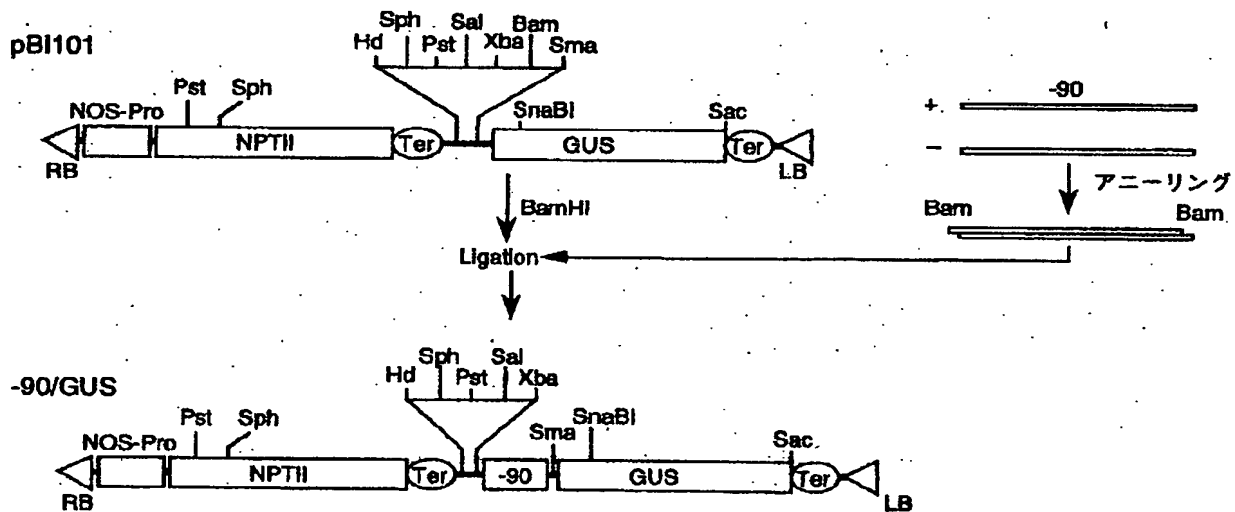 pBI101
Hd Sph Pst Sal Xba Bam Sma
Pst Sph
NOS-Pro
SnaBI
Sac
RB NPTII Ter GUS Ter LB
-90
+
−
アニーリング
Bam Bam
BamHI
Ligation
-90/GUS
Hd Sph Pst Sal Xba
Pst Sph
NOS-Pro
Sma SnaBI
Sac
RB NPTII Ter -90 GUS Ter LB